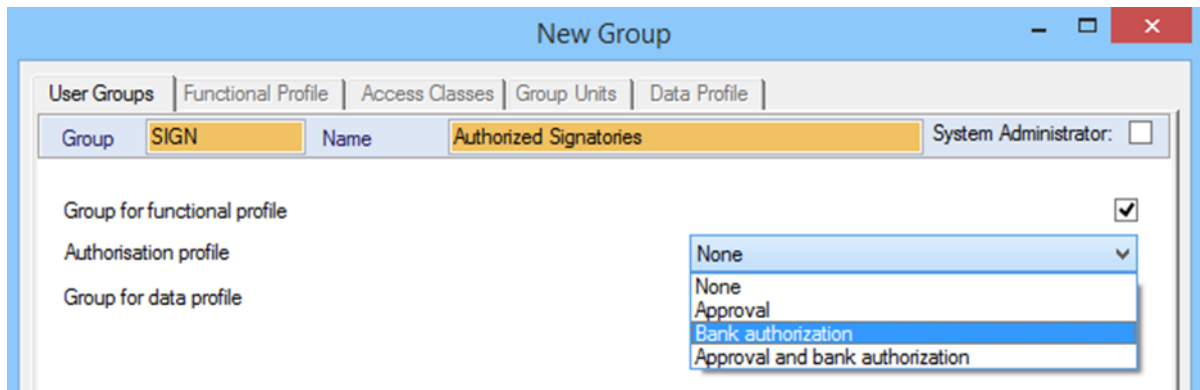 New Group
User Groups Functional Profile Access Classes Group Units Data Profile
Group SIGN Name Authorized Signatories System Administrator:
Group for functional profile
Authorisation profile None
Group for data profile None
Approval
Bank authorization
Approval and bank authorization